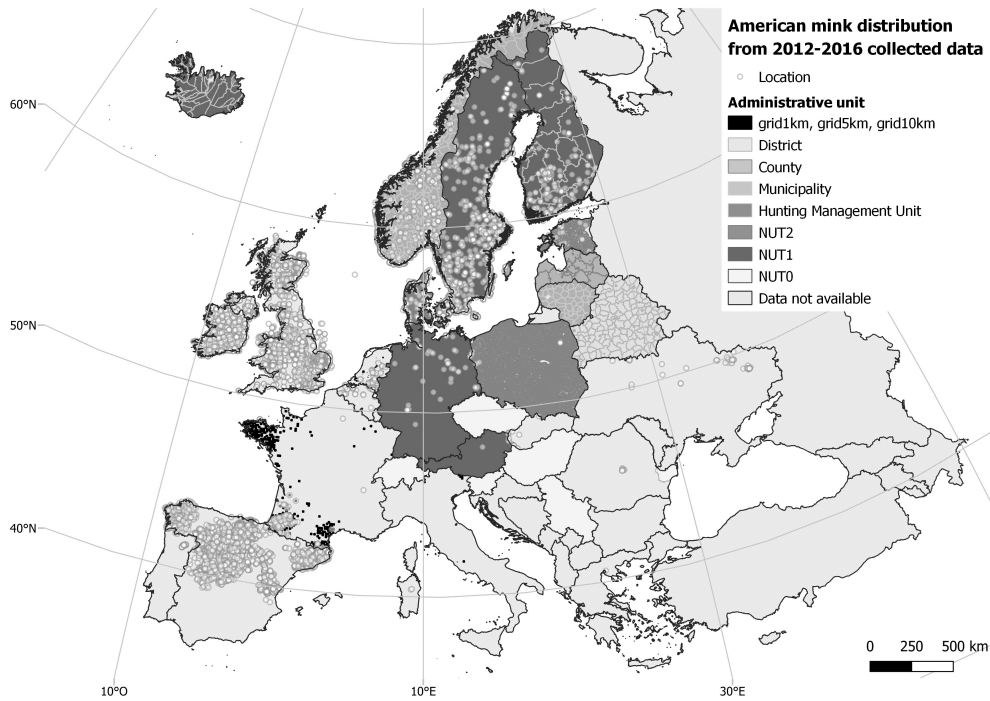 American mink distribution
from 2012-2016 collected data
Location
Administrative unit
grid1km, grid5km, grid10km
District
County
Municipality
Hunting Management Unit
NUT2
NUT1
NUT0
Data not available
60°N
50°N
40°N
0 250 500 km
10°O 10°E 30°E